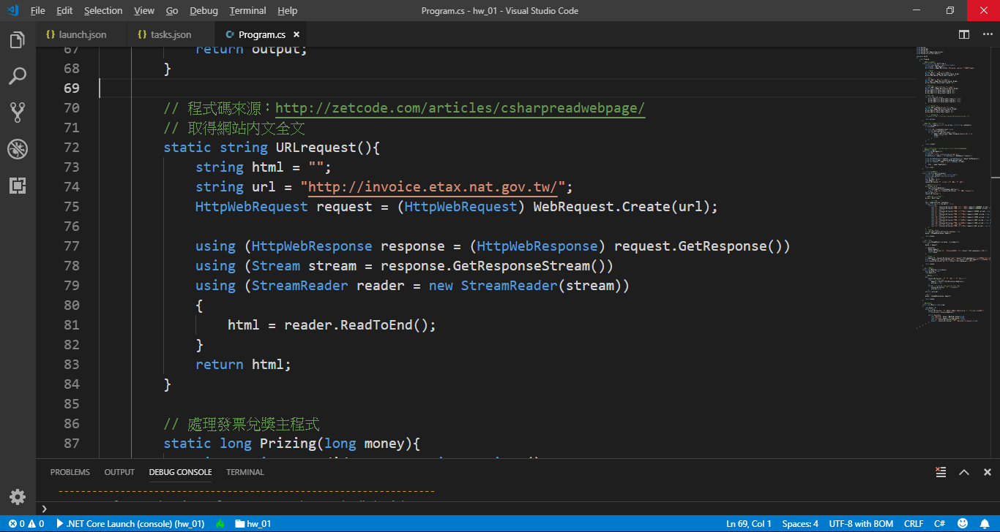 File Edit Selection View Go Debug Terminal Help
Program.cs - hw_01 - Visual Studio Code
{} launch.json
{} tasks.json
C# Program.cs ×
67 return output;
68 }
69
70 // 程式碼來源：http://zetcode.com/articles/csharpreadwebpage/
71 // 取得網站內文全文
72 static string URLrequest(){
73 string html = "";
74 string url = "http://invoice.etax.nat.gov.tw/";
75 HttpWebRequest request = (HttpWebRequest) WebRequest.Create(url);
76
77 using (HttpWebResponse response = (HttpWebResponse) request.GetResponse())
78 using (Stream stream = response.GetResponseStream())
79 using (StreamReader reader = new StreamReader(stream))
80 {
81 html = reader.ReadToEnd();
82 }
83 return html;
84 }
85
86 // 處理發票兌獎主程式
87 static long Prizing(long money){
PROBLEMS OUTPUT DEBUG CONSOLE TERMINAL
0 0 .NET Core Launch (console) (hw_01) hw_01 Ln 69, Col 1 Spaces: 4 UTF-8 with BOM CRLF C#